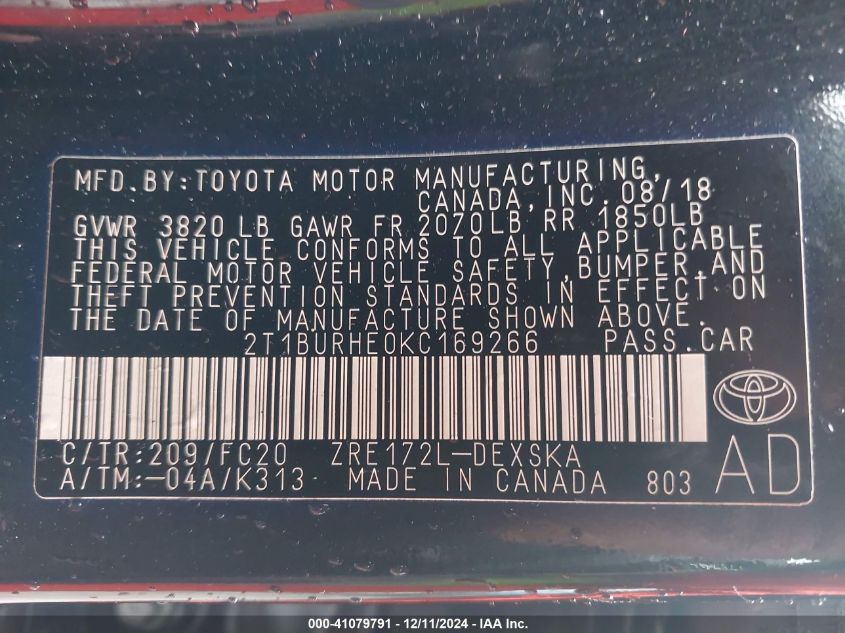 MFD.BY:TOYOTA MOTOR MANUFACTURING,
CANADA,INC.08/18
GVWR 3820 LB GAWR FR 2070LB RR 1850LB
THIS VEHICLE CONFORMS TO ALL APPLICABLE
FEDERAL MOTOR VEHICLE SAFETY,BUMPER,AND
THEFT PREVENTION STANDARDS IN EFFECT ON
THE DATE OF MANUFACTURE SHOWN ABOVE.
2T1BURHE0KC169266 PASS.CAR
C/TR:209/FC20 ZRE172L-DEXSKA
A/TM:-04A/K313 MADE IN CANADA 803 AD
000-41079791 - 12/11/2024 - IAA Inc.